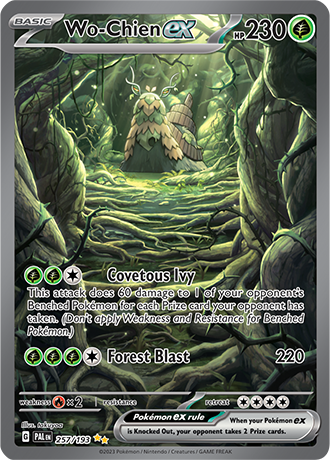 BASIC Wo-Chien ex HP 230
Covetous Ivy
This attack does 60 damage to 1 of your opponent's
Benched Pokémon for each Prize card your opponent has
taken. (Don't apply Weakness and Resistance for Benched
Pokémon.)
Forest Blast 220
weakness ×2 resistance retreat
Illus. nskyooo
Pokémon ex rule
When your Pokémon ex
is Knocked Out, your opponent takes 2 Prize cards.
G PAL EN 257/193
©2023 Pokémon / Nintendo / Creatures / GAME FREAK